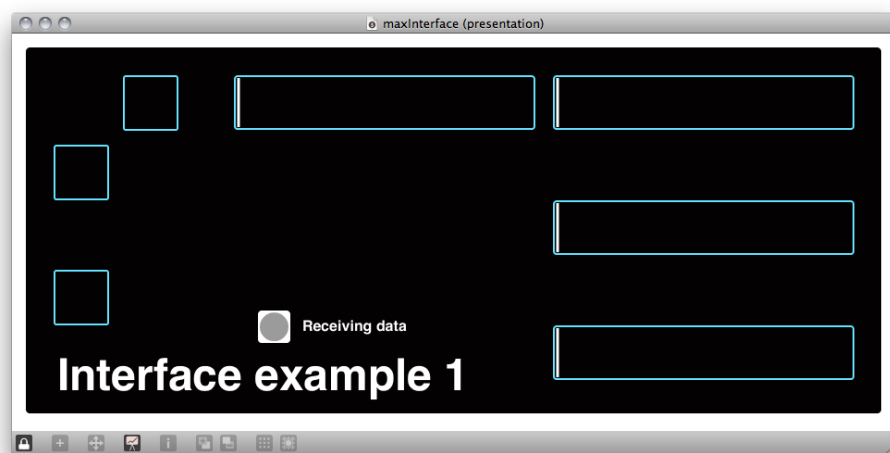 maxInterface (presentation)
Receiving data
Interface example 1